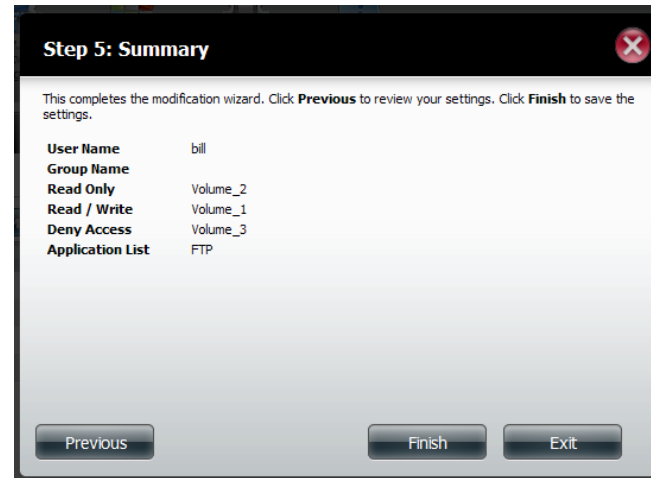 Step 5: Summary
This completes the modification wizard. Click Previous to review your settings. Click Finish to save the
settings.
User Name bill
Group Name
Read Only Volume_2
Read / Write Volume_1
Deny Access Volume_3
Application List FTP
Previous Finish Exit